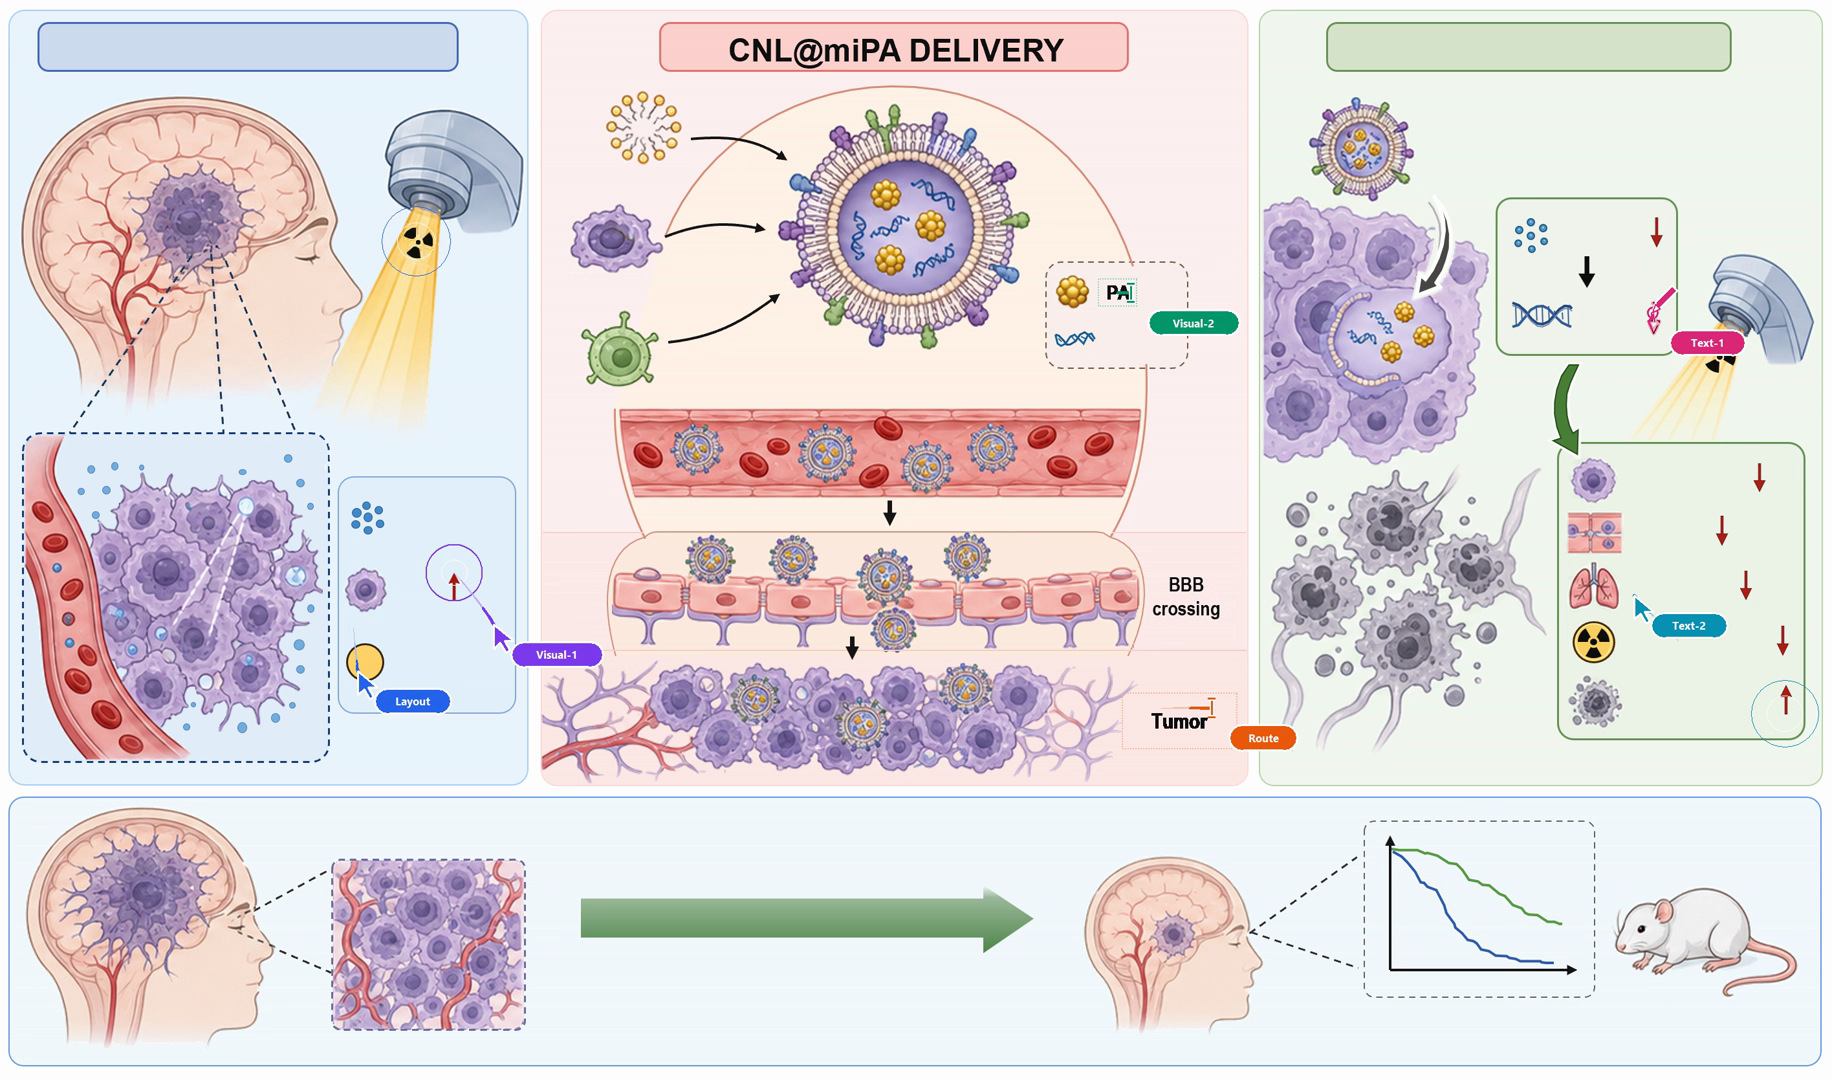 CNL@miPA DELIVERY
PA
Visual-2
Text-1
BBB
crossing
Text-2
Visual-1
Layout
Tumor
Route